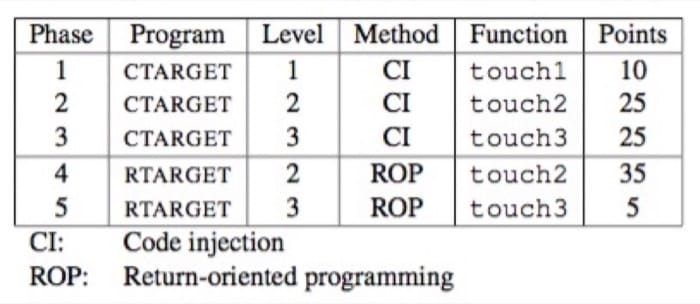 Phase Program Level Method Function Points
1 CTARGET 1 CI touch1 10
2 CTARGET 2 CI touch2 25
3 CTARGET 3 CI touch3 25
4 RTARGET 2 ROP touch2 35
5 RTARGET 3 ROP touch3 5
CI: Code injection
ROP: Return-oriented programming